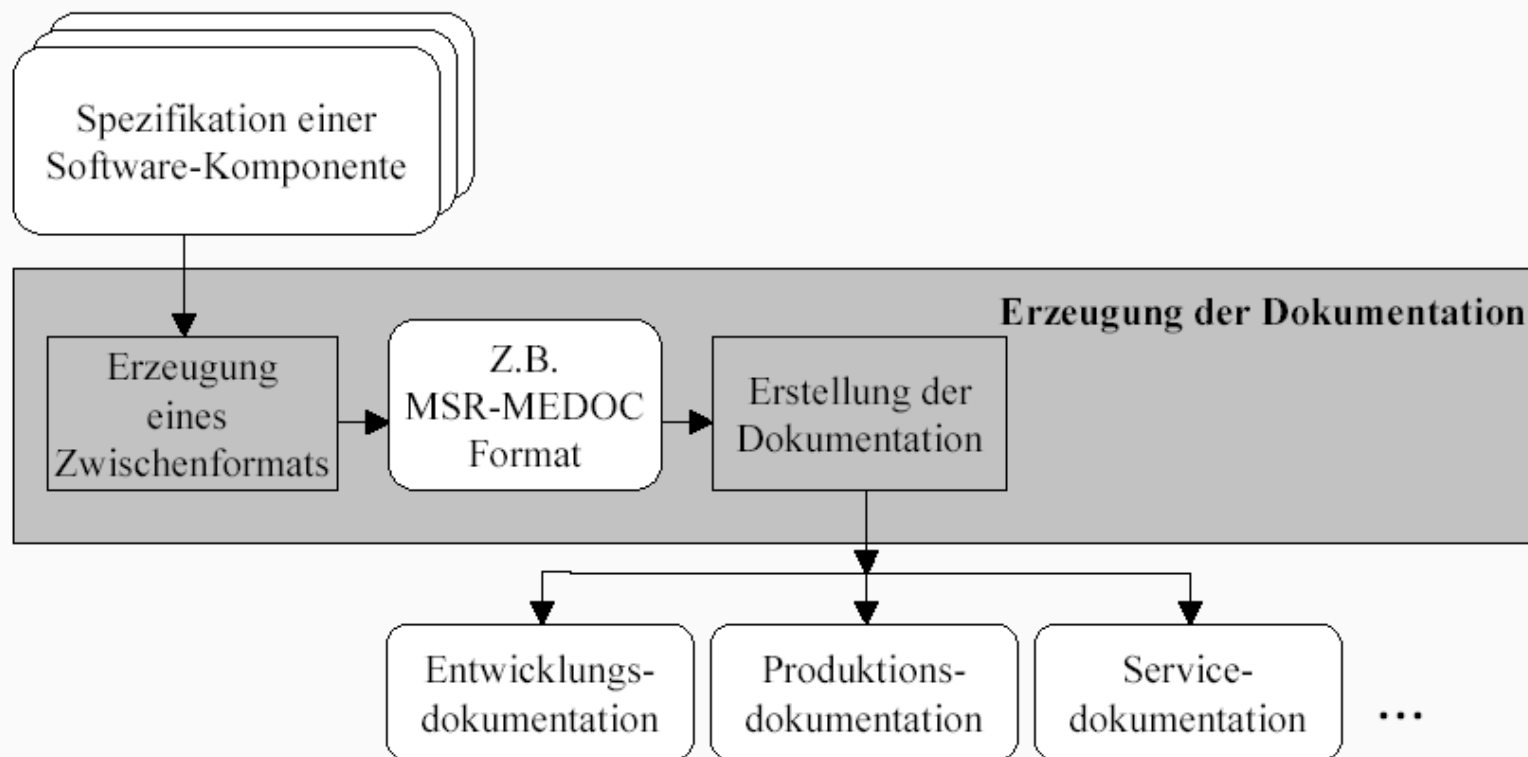 Spezifikation einer
Software-Komponente
Erzeugung der Dokumentation
Erzeugung
eines
Zwischenformats
Z.B.
MSR-MEDOC
Format
Erstellung der
Dokumentation
Entwicklungs-
dokumentation
Produktions-
dokumentation
Service-
dokumentation
...